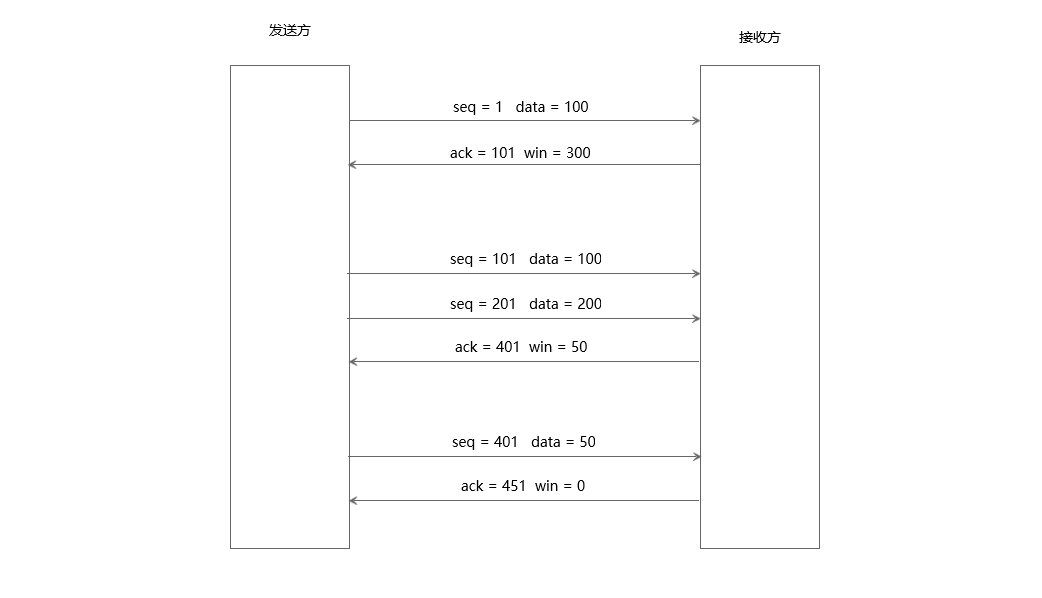 发送方
接收方
seq = 1 data = 100
ack = 101 win = 300
seq = 101 data = 100
seq = 201 data = 200
ack = 401 win = 50
seq = 401 data = 50
ack = 451 win = 0